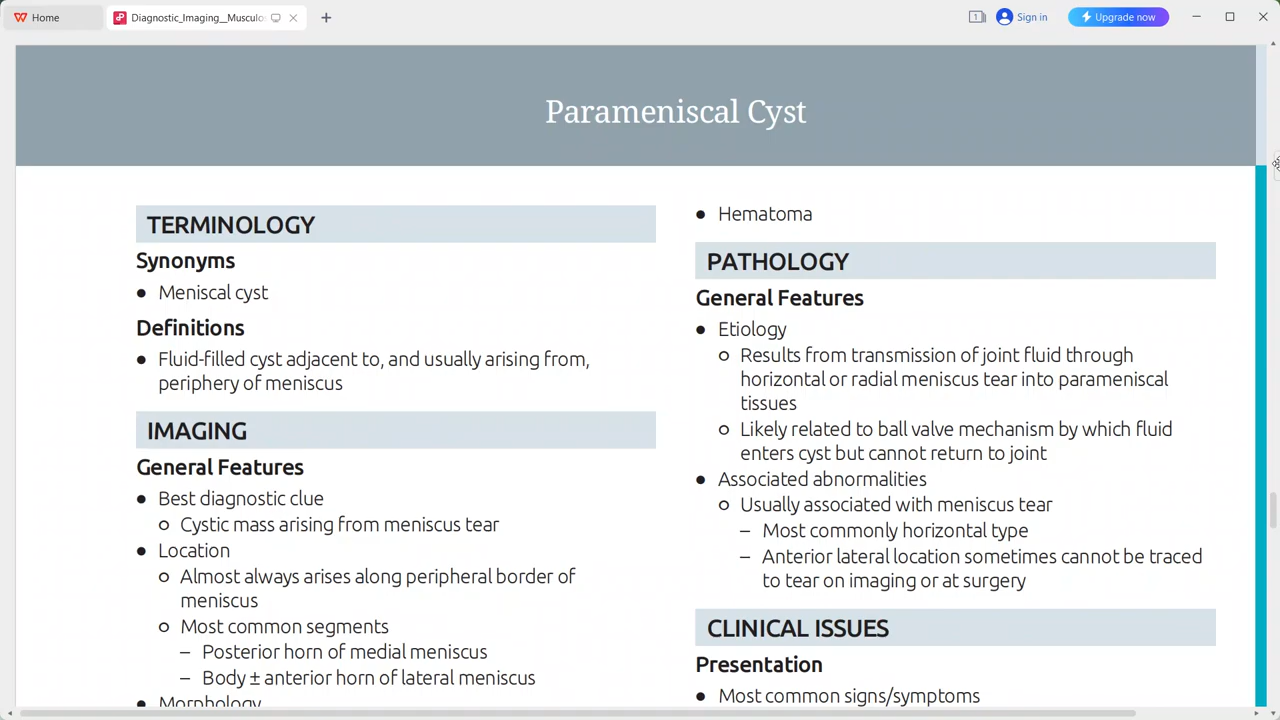 Home
Diagnostic_Imaging__Musculo
1
Sign in
Upgrade now
Parameniscal Cyst
TERMINOLOGY
Synonyms
● Meniscal cyst
Definitions
● Fluid-filled cyst adjacent to, and usually arising from,
periphery of meniscus
IMAGING
General Features
● Best diagnostic clue
○ Cystic mass arising from meniscus tear
● Location
○ Almost always arises along peripheral border of
meniscus
○ Most common segments
– Posterior horn of medial meniscus
– Body ± anterior horn of lateral meniscus
● Morphology
● Hematoma
PATHOLOGY
General Features
● Etiology
○ Results from transmission of joint fluid through
horizontal or radial meniscus tear into parameniscal
tissues
○ Likely related to ball valve mechanism by which fluid
enters cyst but cannot return to joint
● Associated abnormalities
○ Usually associated with meniscus tear
– Most commonly horizontal type
– Anterior lateral location sometimes cannot be traced
to tear on imaging or at surgery
CLINICAL ISSUES
Presentation
● Most common signs/symptoms